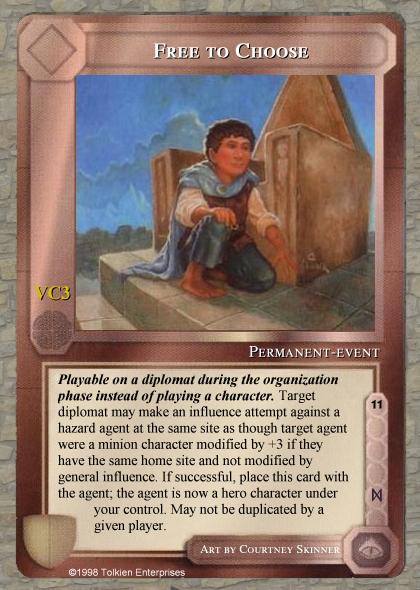 Free to Choose
VC3
Permanent-event
Playable on a diplomat during the organization
phase instead of playing a character. Target
diplomat may make an influence attempt against a
hazard agent at the same site as though target agent
were a minion character modified by +3 if they
have the same home site and not modified by
general influence. If successful, place this card with
the agent; the agent is now a hero character under
your control. May not be duplicated by a
given player.
11
Art by Courtney Skinner
©1998 Tolkien Enterprises